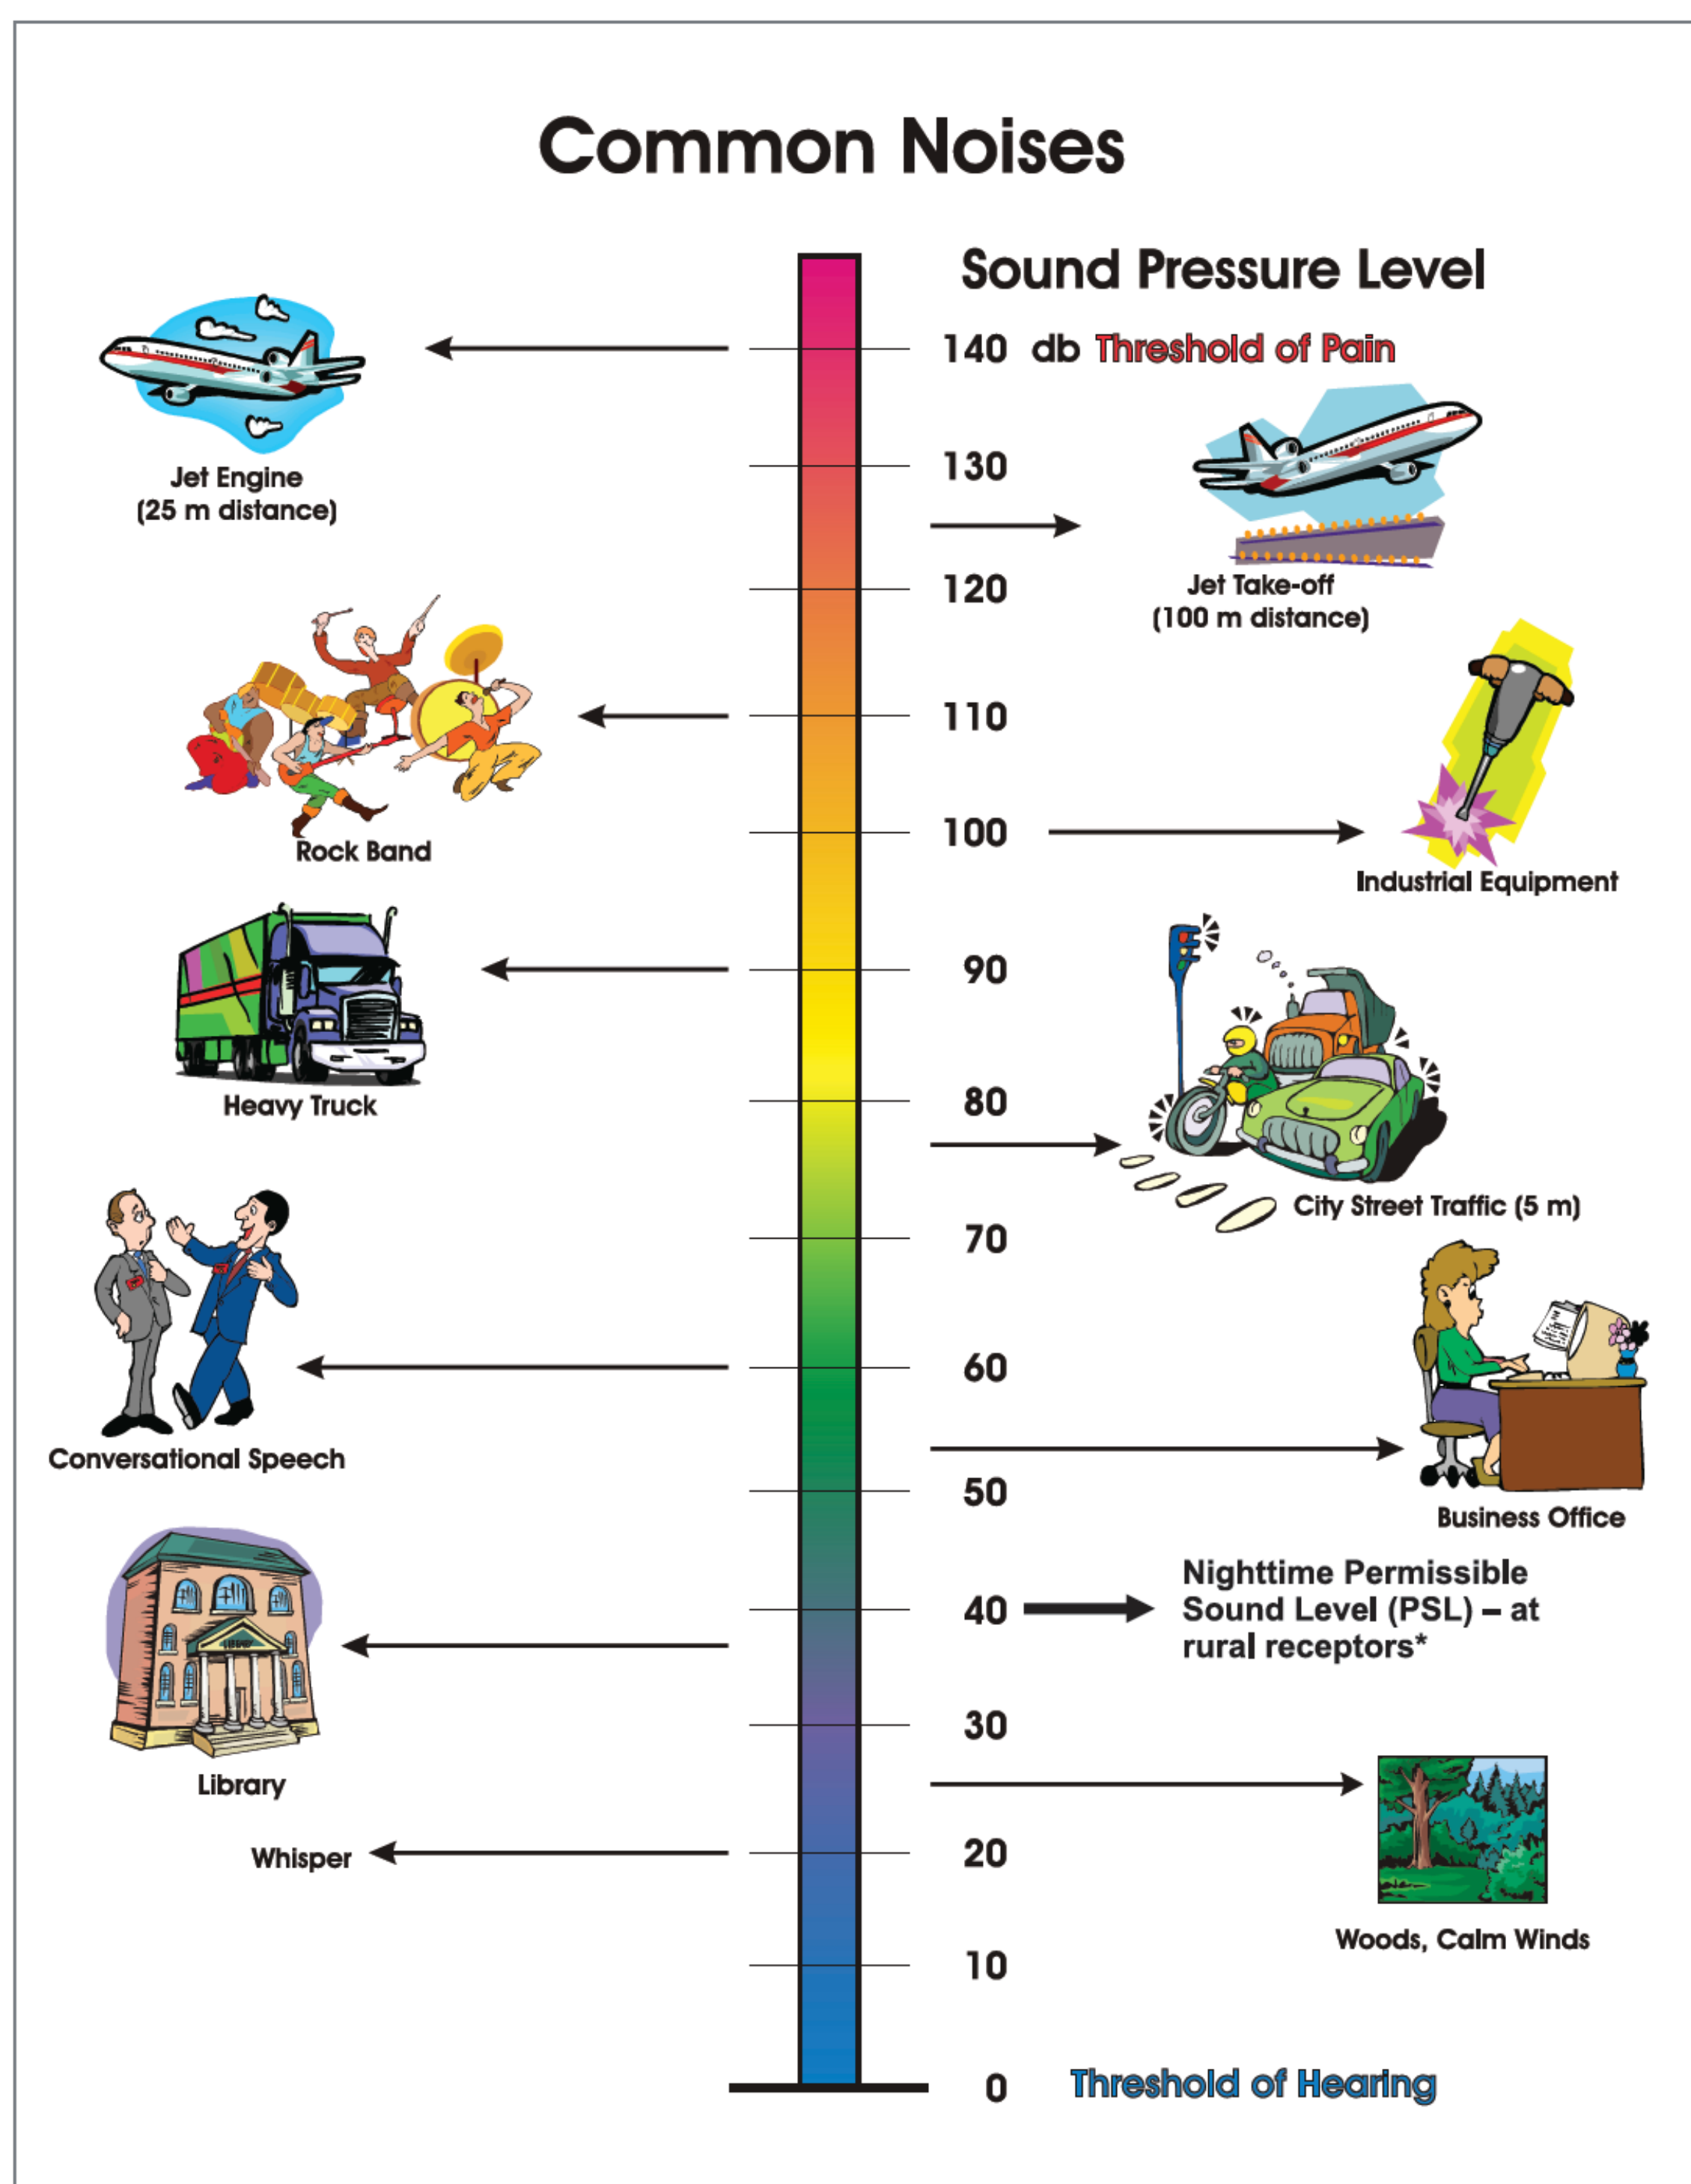 Common Noises
Sound Pressure Level
140 db Threshold of Pain
Jet Engine
(25 m distance)
130
120
Jet Take-off
(100 m distance)
110
Rock Band
100
Industrial Equipment
90
Heavy Truck
80
City Street Traffic (5 m)
70
60
Conversational Speech
50
Business Office
40
Nighttime Permissible
Sound Level (PSL) – at
rural receptors*
LIBRARY
Library
30
Whisper
20
Woods, Calm Winds
10
0 Threshold of Hearing